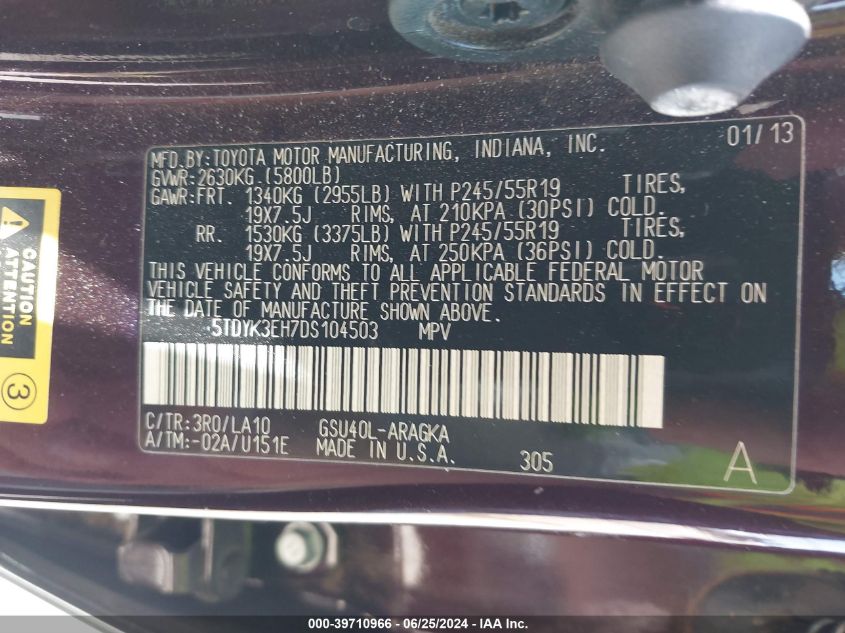 01/13
MFD.BY:TOYOTA MOTOR MANUFACTURING, INDIANA, INC.
GVWR:2630KG (5800LB)
GAWR:FRT. 1340KG (2955LB) WITH P245/55R19 TIRES,
19X7.5J RIMS, AT 210KPA (30PSI) COLD.
RR. 1530KG (3375LB) WITH P245/55R19 TIRES,
19X7.5J RIMS, AT 250KPA (36PSI) COLD.
THIS VEHICLE CONFORMS TO ALL APPLICABLE FEDERAL MOTOR
VEHICLE SAFETY AND THEFT PREVENTION STANDARDS IN EFFECT ON
THE DATE OF MANUFACTURE SHOWN ABOVE.
5TDYK3EH7DS104503 MPV
C/TR:3R0/LA10 GSU40L-ARAGKA
A/TM:-02A/U151E MADE IN U.S.A.
305
A
CAUTION
ATTENTION
3
000-39710966 - 06/25/2024 - IAA Inc.